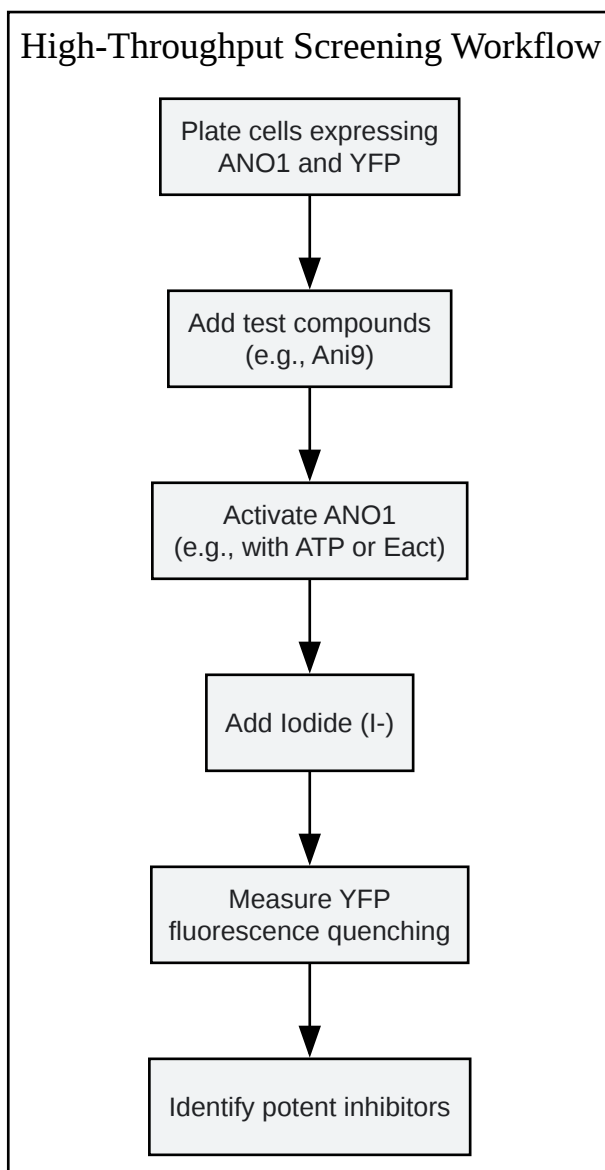 High-Throughput Screening Workflow
Plate cells expressing
ANO1 and YFP
Add test compounds
(e.g., Ani9)
Activate ANO1
(e.g., with ATP or Eact)
Add Iodide (I-)
Measure YFP
fluorescence quenching
Identify potent inhibitors